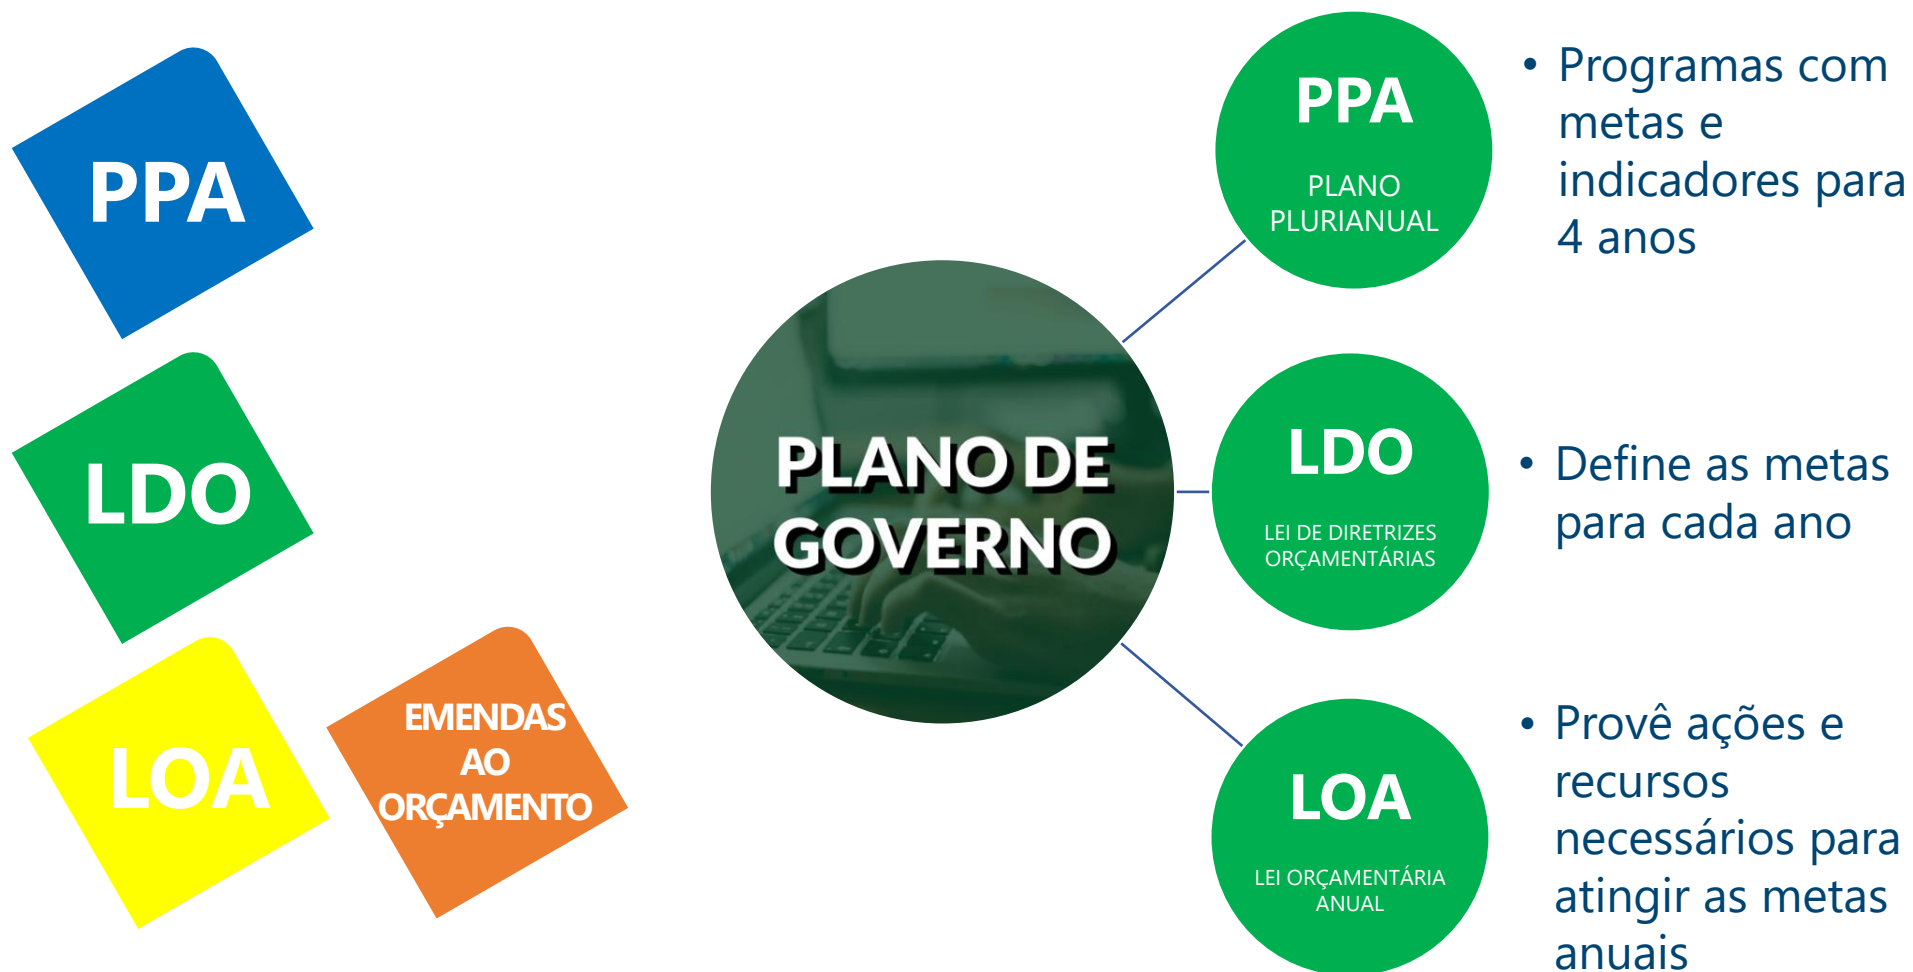 PPA
LDO
LOA
EMENDAS
AO
ORÇAMENTO
PLANO DE
GOVERNO
PPA
PLANO
PLURIANUAL
• Programas com
metas e
indicadores para
4 anos
LDO
LEI DE DIRETRIZES
ORÇAMENTÁRIAS
• Define as metas
para cada ano
LOA
LEI ORÇAMENTÁRIA
ANUAL
• Provê ações e
recursos
necessários para
atingir as metas
anuais